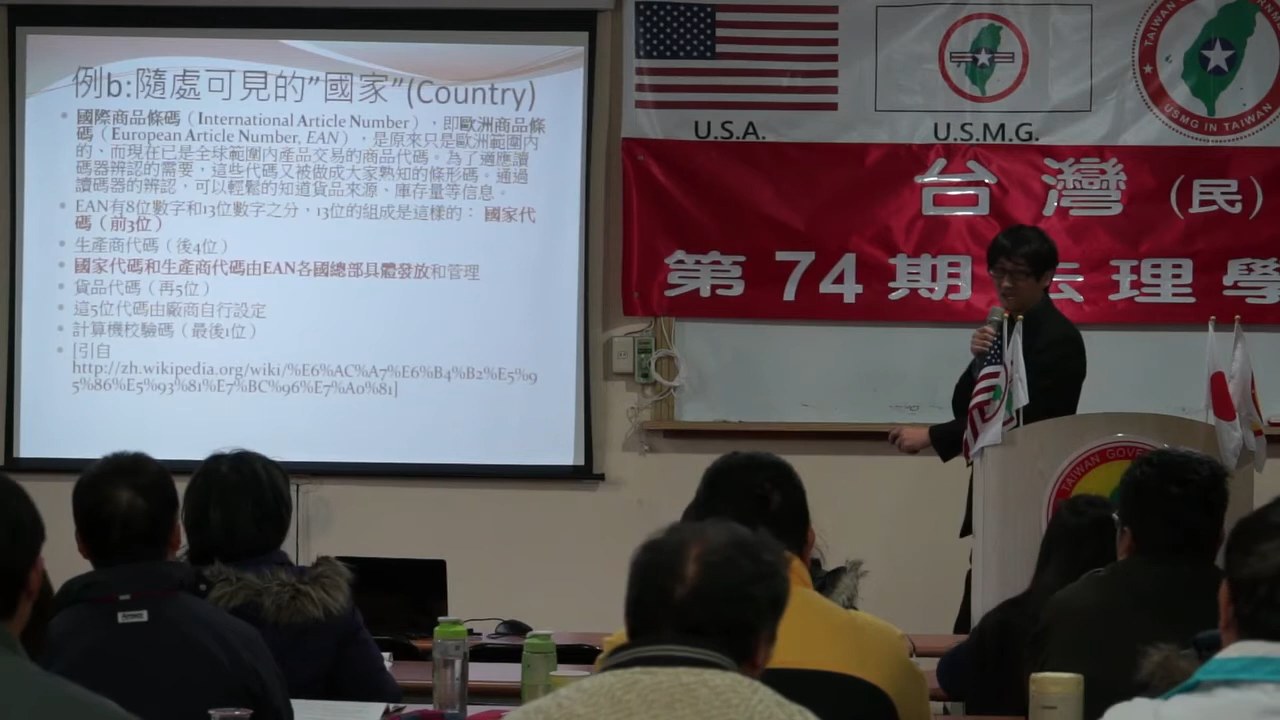 例b:隨處可見的"國家"(Country)
國際商品條碼（International Article Number），即歐洲商品條
碼（European Article Number, EAN），是原來只是歐洲範圍內
的、而現在已是全球範圍內產品交易的商品代碼。為了適應讀
碼器辨認的需要，這些代碼又被做成大家熟知的條形碼。通過
讀碼器的辨認，可以輕鬆的知道貨品來源、庫存量等信息。
EAN有8位數字和13位數字之分，13位的組成是這樣的： 國家代
碼（前3位）
生產商代碼（後4位）
國家代碼和生產商代碼由EAN各國總部具體發放和管理
貨品代碼（再5位）
這5位代碼由廠商自行設定
計算機校驗碼（最後1位）
[引自
http://zh.wikipedia.org/wiki/%E6%AC%A7%E6%B4%B2%E5%9
5%86%E5%93%81%E7%BC%96%E7%A0%81]
U.S.A.
U.S.M.G.
USMG IN TAIWAN
台灣(民)
第74期法理學
TAIWAN GOVE